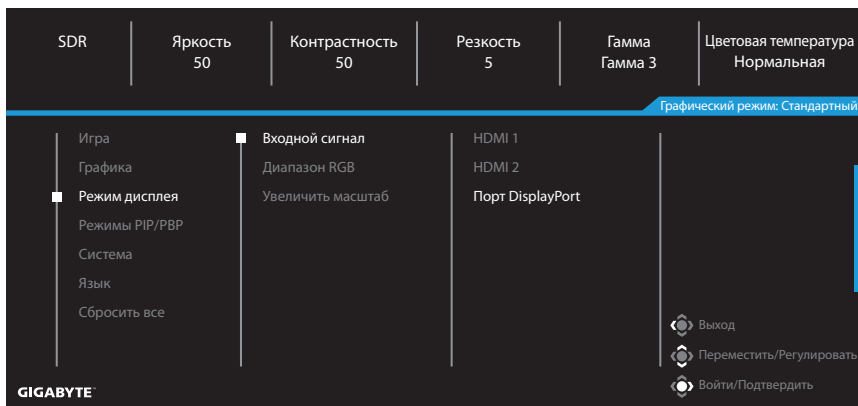 SDR
Яркость
50
Контрастность
50
Резкость
5
Гамма
Гамма 3
Цветовая температура
Нормальная
Графический режим: Стандартный
Игра
Графика
Режим дисплея
Режимы PIP/PBP
Система
Язык
Сбросить все
Входной сигнал
Диапазон RGB
Увеличить масштаб
HDMI 1
HDMI 2
Порт DisplayPort
Выход
Переместить/Регулировать
Войти/Подтвердить
GIGABYTE™